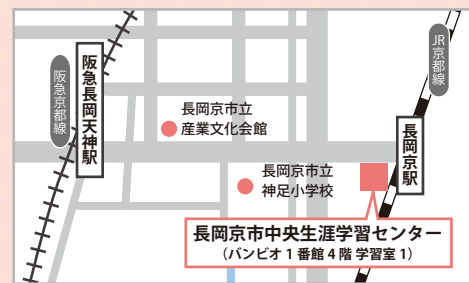 阪急京都線
阪急長岡天神駅
長岡京市立
産業文化会館
長岡京市立
神足小学校
JR京都線
長岡京駅
長岡京市中央生涯学習センター
(バンビオ1番館4階 学習室1)